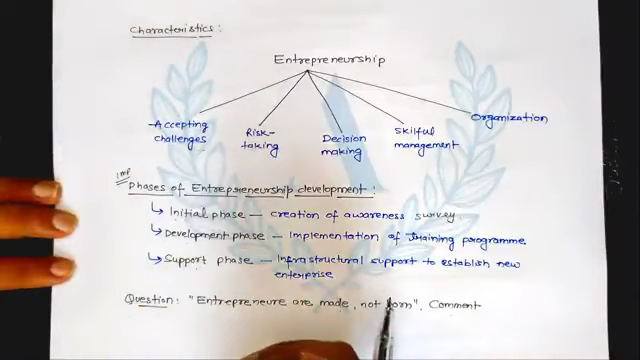 Characteristics:
Entrepreneurship
Accepting challenges
Risk-taking
Decision making
Skilful management
Organization
Imp
Phases of Entrepreneurship development:
↳ Initial phase — creation of awareness survey.
↳ Development phase — Implementation of training programme
↳ Support phase — Infrastructural support to establish new
enterprise
Question: "Entrepreneure are made, not born". Comment